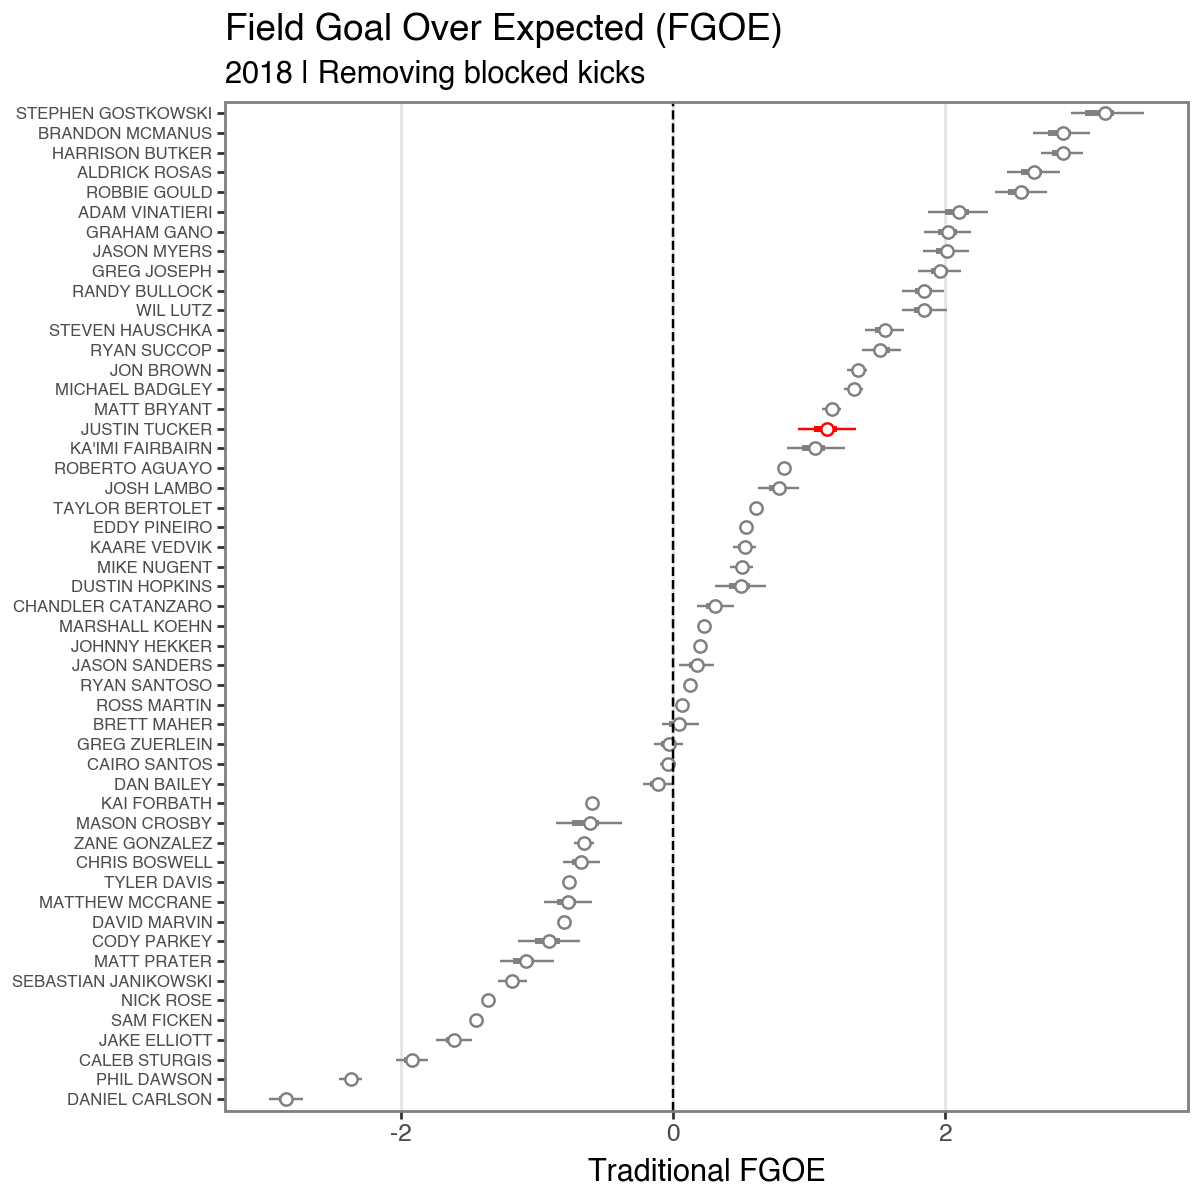 Field Goal Over Expected (FGOE)
2018 | Removing blocked kicks
STEPHEN GOSTKOWSKI
BRANDON MCMANUS
HARRISON BUTKER
ALDRICK ROSAS
ROBBIE GOULD
ADAM VINATIERI
GRAHAM GANO
JASON MYERS
GREG JOSEPH
RANDY BULLOCK
WIL LUTZ
STEVEN HAUSCHKA
RYAN SUCCOP
JON BROWN
MICHAEL BADGLEY
MATT BRYANT
JUSTIN TUCKER
KA'IMI FAIRBAIRN
ROBERTO AGUAYO
JOSH LAMBO
TAYLOR BERTOLET
EDDY PINEIRO
KAARE VEDVIK
MIKE NUGENT
DUSTIN HOPKINS
CHANDLER CATANZARO
MARSHALL KOEHN
JOHNNY HEKKER
JASON SANDERS
RYAN SANTOSO
ROSS MARTIN
BRETT MAHER
GREG ZUERLEIN
CAIRO SANTOS
DAN BAILEY
KAI FORBATH
MASON CROSBY
ZANE GONZALEZ
CHRIS BOSWELL
TYLER DAVIS
MATTHEW MCCRANE
DAVID MARVIN
CODY PARKEY
MATT PRATER
SEBASTIAN JANIKOWSKI
NICK ROSE
SAM FICKEN
JAKE ELLIOTT
CALEB STURGIS
PHIL DAWSON
DANIEL CARLSON
-2 0 2
Traditional FGOE